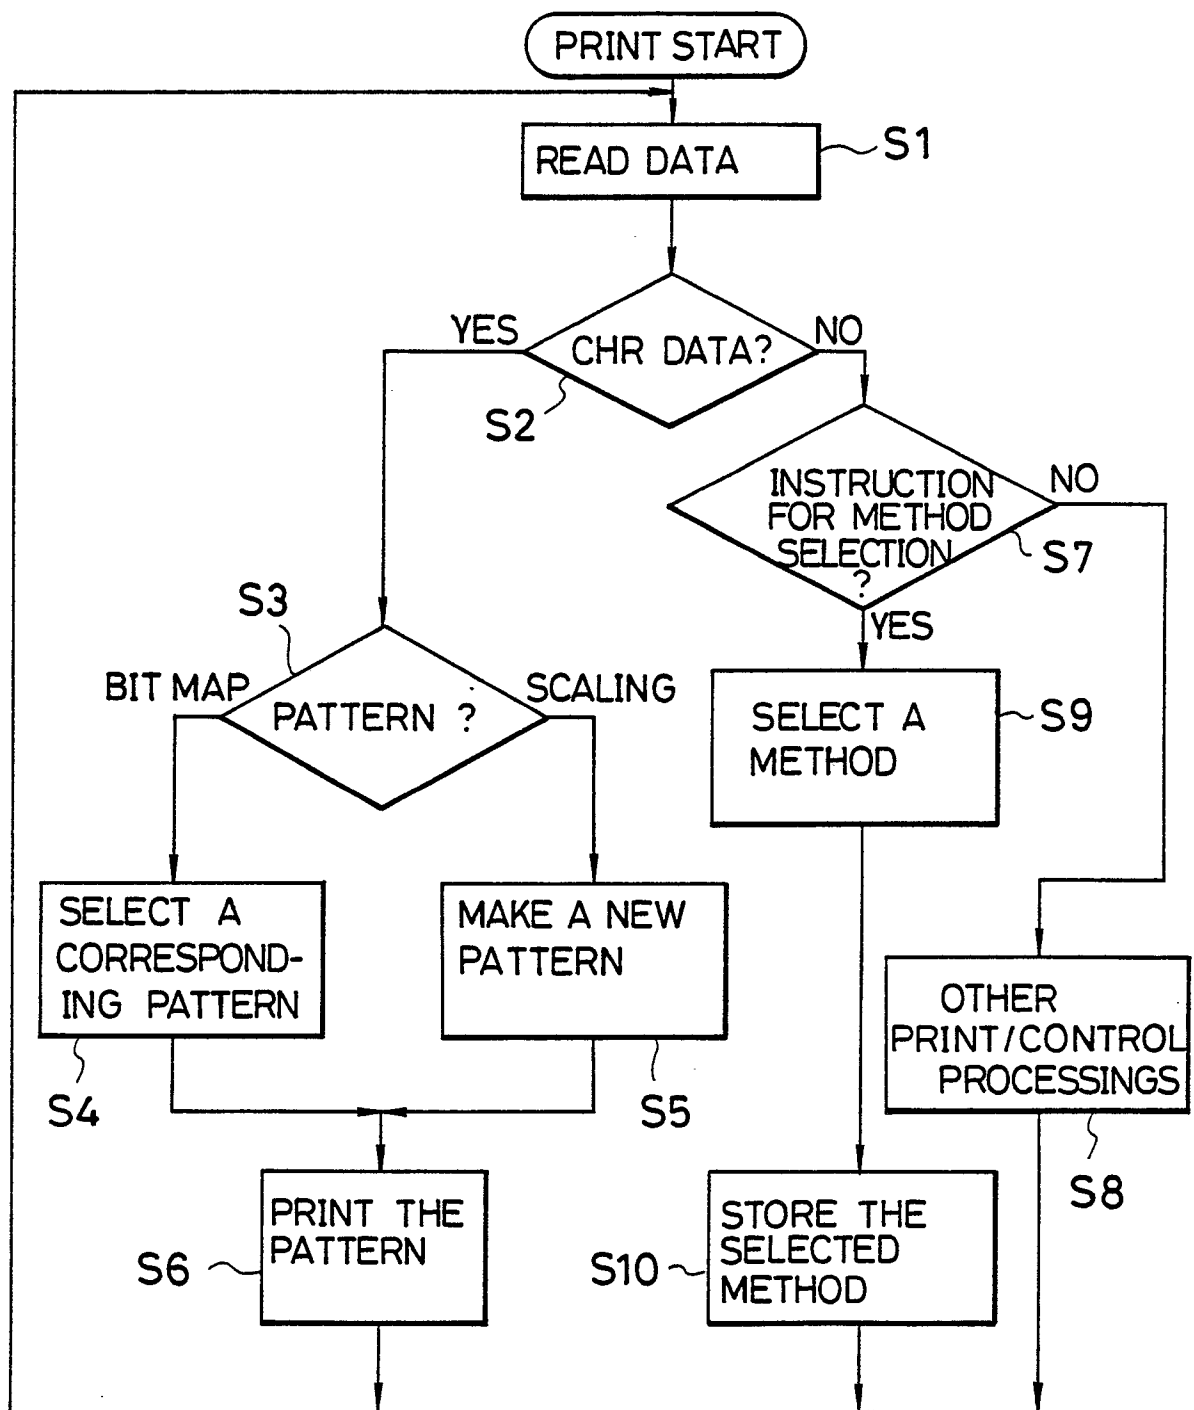 PRINT START
READ DATA
S1
YES
CHR DATA?
NO
S2
INSTRUCTION
FOR METHOD
SELECTION
?
NO
S7
YES
S3
BIT MAP
PATTERN ?
SCALING
SELECT A
METHOD
S9
SELECT A
CORRESPOND-
ING PATTERN
S4
MAKE A NEW
PATTERN
S5
OTHER
PRINT/CONTROL
PROCESSINGS
S8
PRINT THE
PATTERN
S6
STORE THE
SELECTED
METHOD
S10